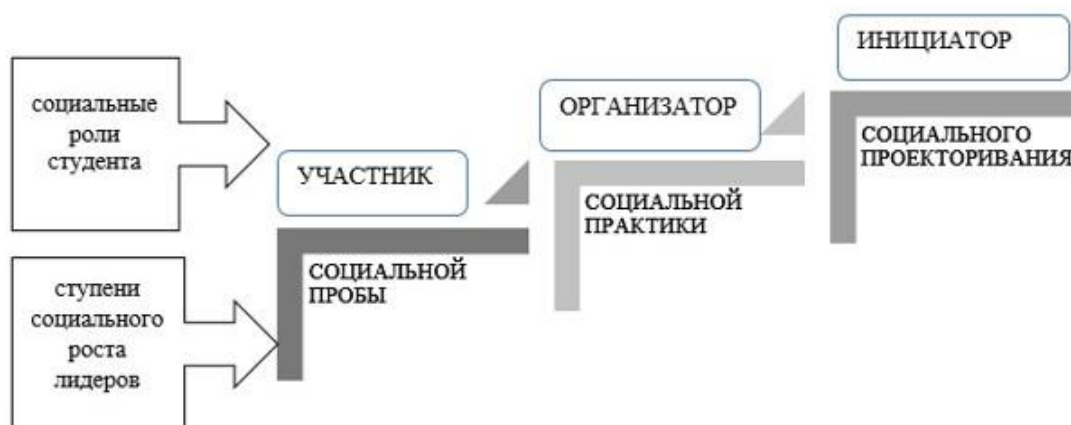 социальные
роли
студента
ступени
социального
роста
лидеров
УЧАСТНИК
СОЦИАЛЬНОЙ
ПРОБЫ
ОРГАНИЗАТОР
СОЦИАЛЬНОЙ
ПРАКТИКИ
ИНИЦИАТОР
СОЦИАЛЬНОГО
ПРОЕКТОРИВАНИЯ